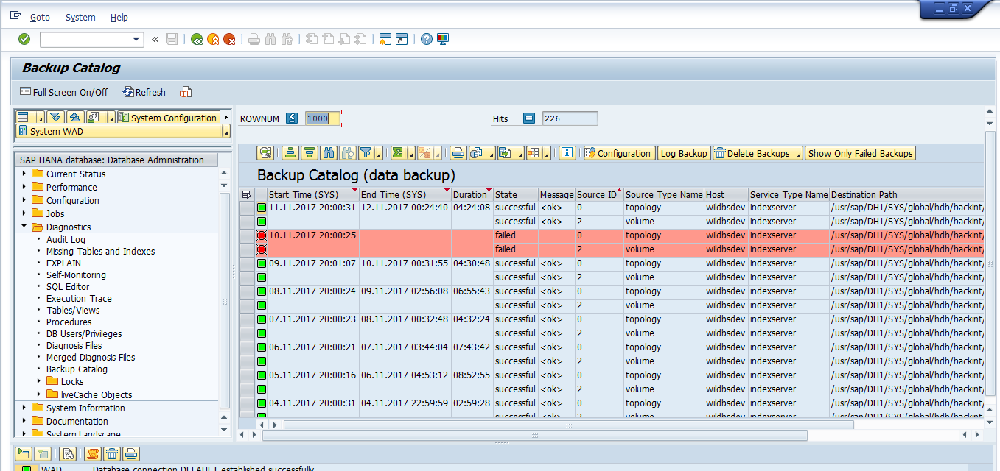 Goto System Help
«
Backup Catalog
Full Screen On/Off Refresh
System Configuration
System WAD
ROWNUM ≤ 1000 Hits = 226
SAP HANA database: Database Administration
Current Status
Performance
Configuration
Jobs
Diagnostics
Audit Log
Missing Tables and Indexes
EXPLAIN
Self-Monitoring
SQL Editor
Execution Trace
Tables/Views
Procedures
DB Users/Privileges
Diagnosis Files
Merged Diagnosis Files
Backup Catalog
Locks
liveCache Objects
System Information
Documentation
System Landscape
Configuration Log Backup Delete Backups Show Only Failed Backups
Backup Catalog (data backup)
Start Time (SYS) End Time (SYS) Duration State Message Source ID Source Type Name Host Service Type Name Destination Path
11.11.2017 20:00:31 12.11.2017 00:24:40 04:24:08 successful <ok> 0 topology wildbsdev indexserver /usr/sap/DH1/SYS/global/hdb/backint/
successful <ok> 2 volume wildbsdev indexserver /usr/sap/DH1/SYS/global/hdb/backint/
10.11.2017 20:00:25 failed 0 topology wildbsdev indexserver /usr/sap/DH1/SYS/global/hdb/backint/
failed 2 volume wildbsdev indexserver /usr/sap/DH1/SYS/global/hdb/backint/
09.11.2017 20:01:07 10.11.2017 00:31:55 04:30:48 successful <ok> 0 topology wildbsdev indexserver /usr/sap/DH1/SYS/global/hdb/backint/
successful <ok> 2 volume wildbsdev indexserver /usr/sap/DH1/SYS/global/hdb/backint/
08.11.2017 20:00:24 09.11.2017 02:56:08 06:55:43 successful <ok> 0 topology wildbsdev indexserver /usr/sap/DH1/SYS/global/hdb/backint/
successful <ok> 2 volume wildbsdev indexserver /usr/sap/DH1/SYS/global/hdb/backint/
07.11.2017 20:00:23 08.11.2017 00:32:48 04:32:24 successful <ok> 0 topology wildbsdev indexserver /usr/sap/DH1/SYS/global/hdb/backint/
successful <ok> 2 volume wildbsdev indexserver /usr/sap/DH1/SYS/global/hdb/backint/
06.11.2017 20:00:21 07.11.2017 03:44:04 07:43:42 successful <ok> 0 topology wildbsdev indexserver /usr/sap/DH1/SYS/global/hdb/backint/
successful <ok> 2 volume wildbsdev indexserver /usr/sap/DH1/SYS/global/hdb/backint/
05.11.2017 20:00:16 06.11.2017 04:53:12 08:52:55 successful <ok> 0 topology wildbsdev indexserver /usr/sap/DH1/SYS/global/hdb/backint/
successful <ok> 2 volume wildbsdev indexserver /usr/sap/DH1/SYS/global/hdb/backint/
04.11.2017 20:00:31 04.11.2017 22:59:59 02:59:28 successful <ok> 0 topology wildbsdev indexserver /usr/sap/DH1/SYS/global/hdb/backint/
successful <ok> 2 volume wildbsdev indexserver /usr/sap/DH1/SYS/global/hdb/backint/
WAD Database connection DEFAULT established successfully